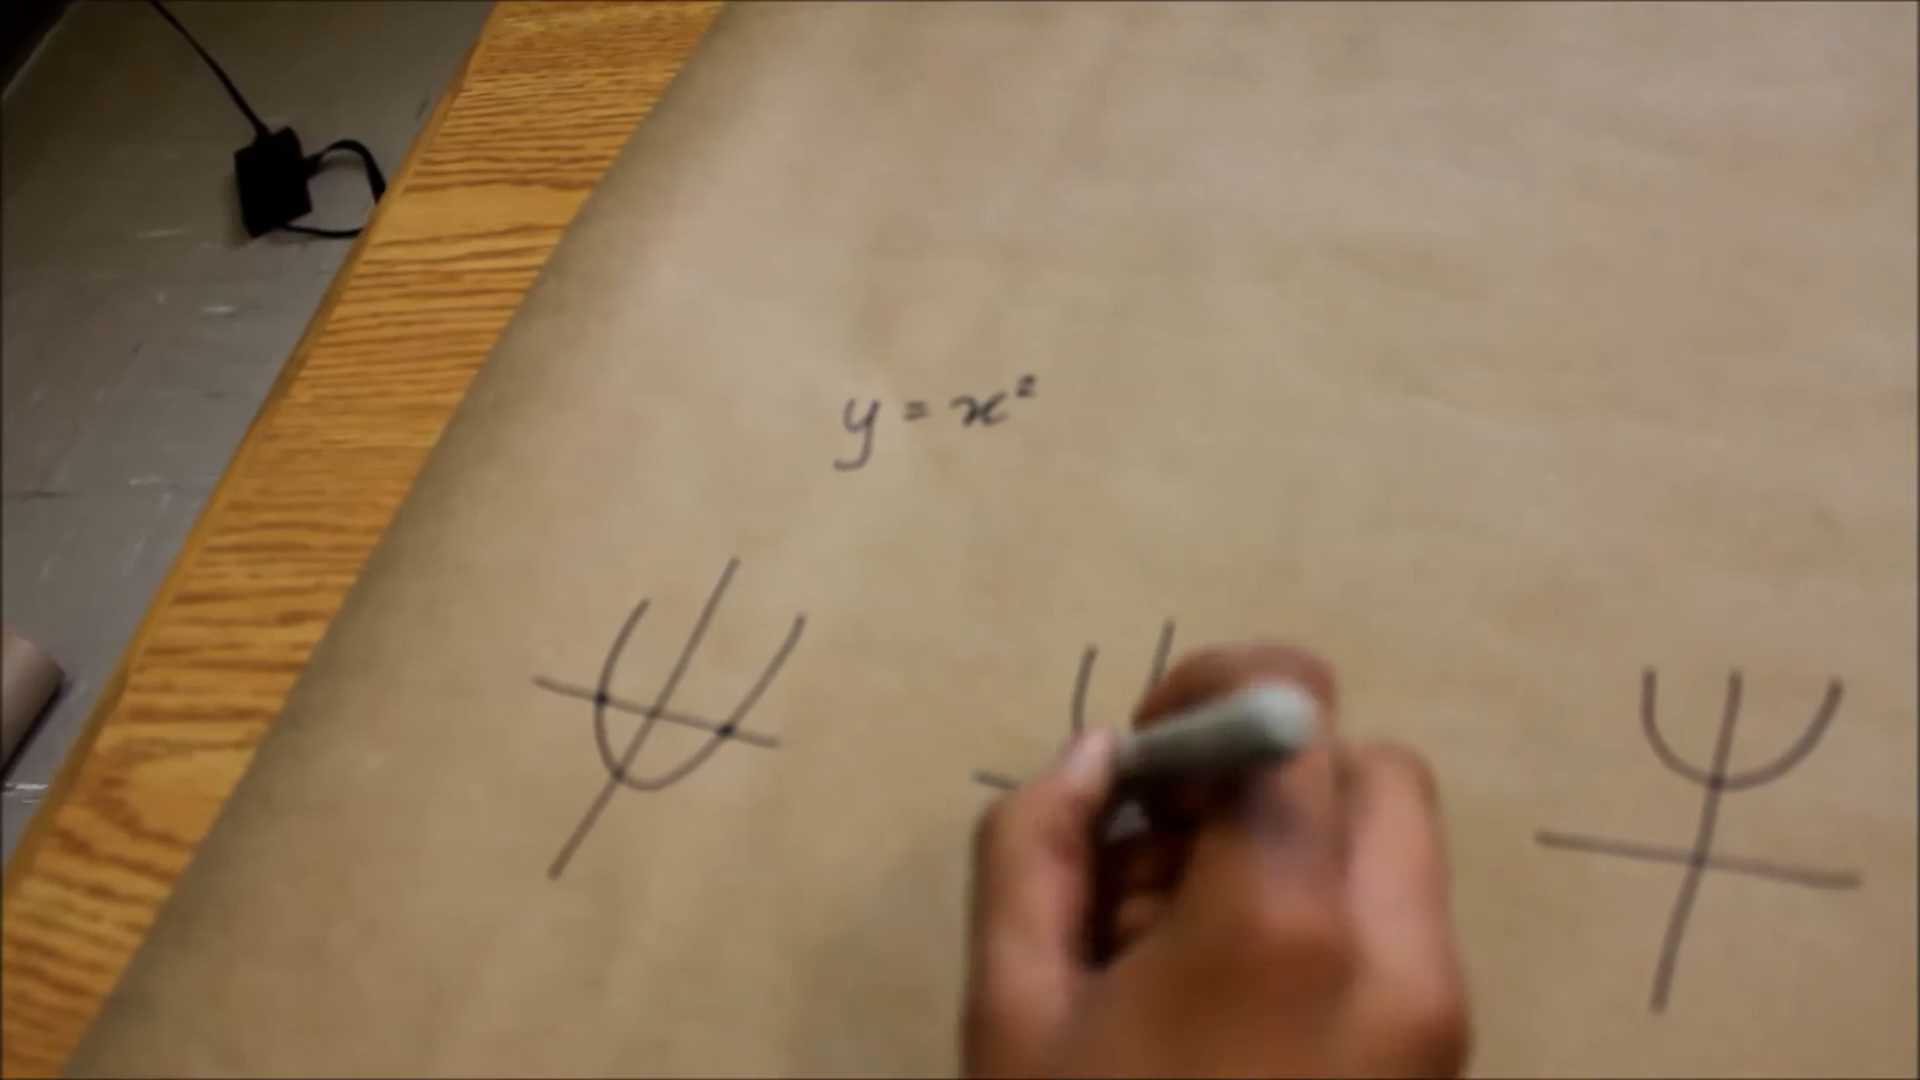 y = x²